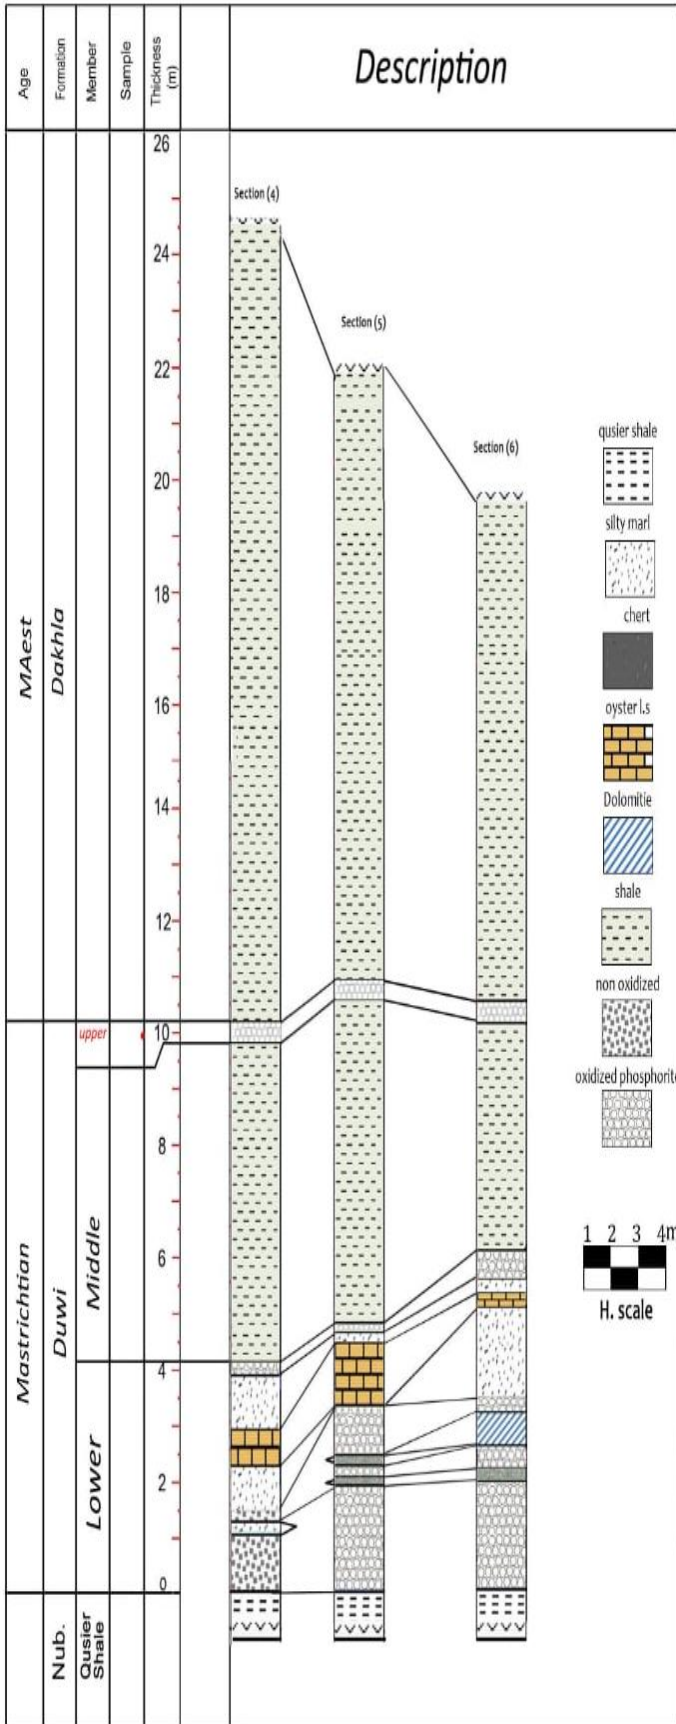 Age
Formation
Member
Sample
Thickness
(m)
Description
MAest
Dakhla
26
24
22
20
18
16
14
12
10
8
6
4
2
0
Section (4)
Section (5)
Section (6)
qusier shale
silty marl
chert
oyster l.s
Dolomitie
shale
non oxidized
oxidized phosphorite
upper
Mastrichtian
Duwi
Middle
Lower
Nub.
Qusier
Shale
1 2 3 4m
H. scale